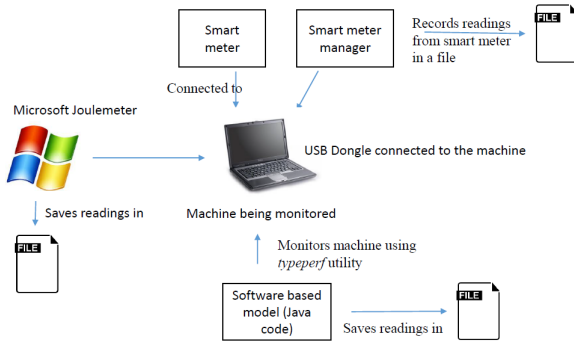 Smart
meter
Smart meter
manager
Records readings
from smart meter
in a file
FILE
Connected to
Microsoft Joulemeter
USB Dongle connected to the machine
Saves readings in
Machine being monitored
FILE
Monitors machine using
typeperf utility
Software based
model (Java
code)
Saves readings in
FILE